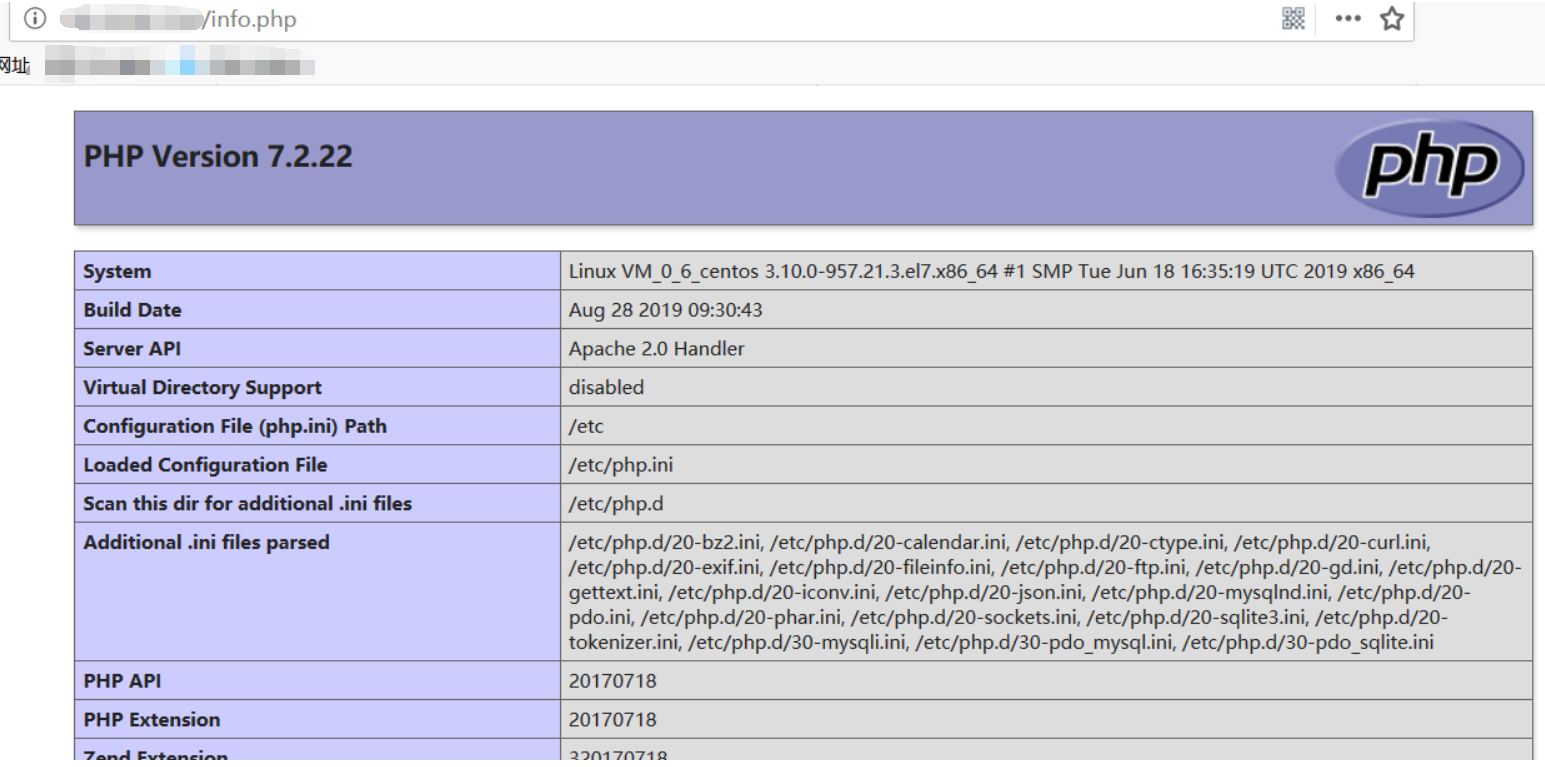 /info.php
网址
PHP Version 7.2.22
php
System Linux VM_0_6_centos 3.10.0-957.21.3.el7.x86_64 #1 SMP Tue Jun 18 16:35:19 UTC 2019 x86_64
Build Date Aug 28 2019 09:30:43
Server API Apache 2.0 Handler
Virtual Directory Support disabled
Configuration File (php.ini) Path /etc
Loaded Configuration File /etc/php.ini
Scan this dir for additional .ini files /etc/php.d
Additional .ini files parsed /etc/php.d/20-bz2.ini, /etc/php.d/20-calendar.ini, /etc/php.d/20-ctype.ini, /etc/php.d/20-curl.ini,
/etc/php.d/20-exif.ini, /etc/php.d/20-fileinfo.ini, /etc/php.d/20-ftp.ini, /etc/php.d/20-gd.ini, /etc/php.d/20-
gettext.ini, /etc/php.d/20-iconv.ini, /etc/php.d/20-json.ini, /etc/php.d/20-mysqlnd.ini, /etc/php.d/20-
pdo.ini, /etc/php.d/20-phar.ini, /etc/php.d/20-sockets.ini, /etc/php.d/20-sqlite3.ini, /etc/php.d/20-
tokenizer.ini, /etc/php.d/30-mysqli.ini, /etc/php.d/30-pdo_mysql.ini, /etc/php.d/30-pdo_sqlite.ini
PHP API 20170718
PHP Extension 20170718
Zend Extension 320170718